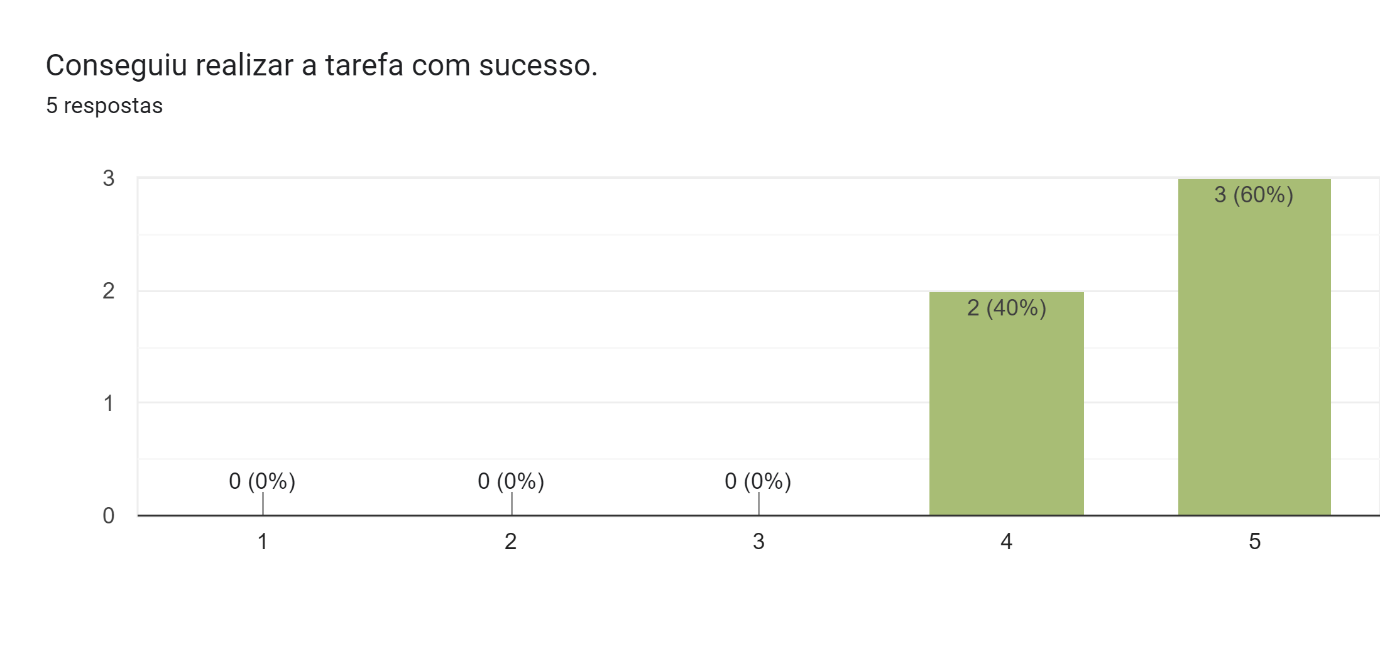 Conseguiu realizar a tarefa com sucesso.
5 respostas
3
3 (60%)
2
2 (40%)
1
0 (0%) 0 (0%) 0 (0%)
0
1 2 3 4 5